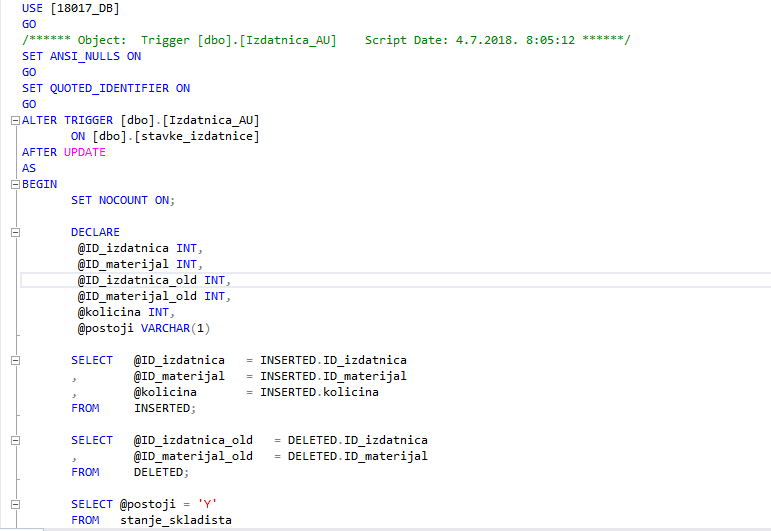 USE [18017_DB]
GO
/****** Object:  Trigger [dbo].[Izdatnica_AU]    Script Date: 4.7.2018. 8:05:12 ******/
SET ANSI_NULLS ON
GO
SET QUOTED_IDENTIFIER ON
GO
ALTER TRIGGER [dbo].[Izdatnica_AU]
       ON [dbo].[stavke_izdatnice]
AFTER UPDATE
AS
BEGIN
       SET NOCOUNT ON;

       DECLARE
        @ID_izdatnica INT,
        @ID_materijal INT,
        @ID_izdatnica_old INT,
        @ID_materijal_old INT,
        @kolicina INT,
        @postoji VARCHAR(1)

       SELECT   @ID_izdatnica   = INSERTED.ID_izdatnica
       ,        @ID_materijal   = INSERTED.ID_materijal
       ,        @kolicina       = INSERTED.kolicina
       FROM     INSERTED;

       SELECT   @ID_izdatnica_old   = DELETED.ID_izdatnica
       ,        @ID_materijal_old   = DELETED.ID_materijal
       FROM     DELETED;

       SELECT @postoji = 'Y'
       FROM   stanje_skladista